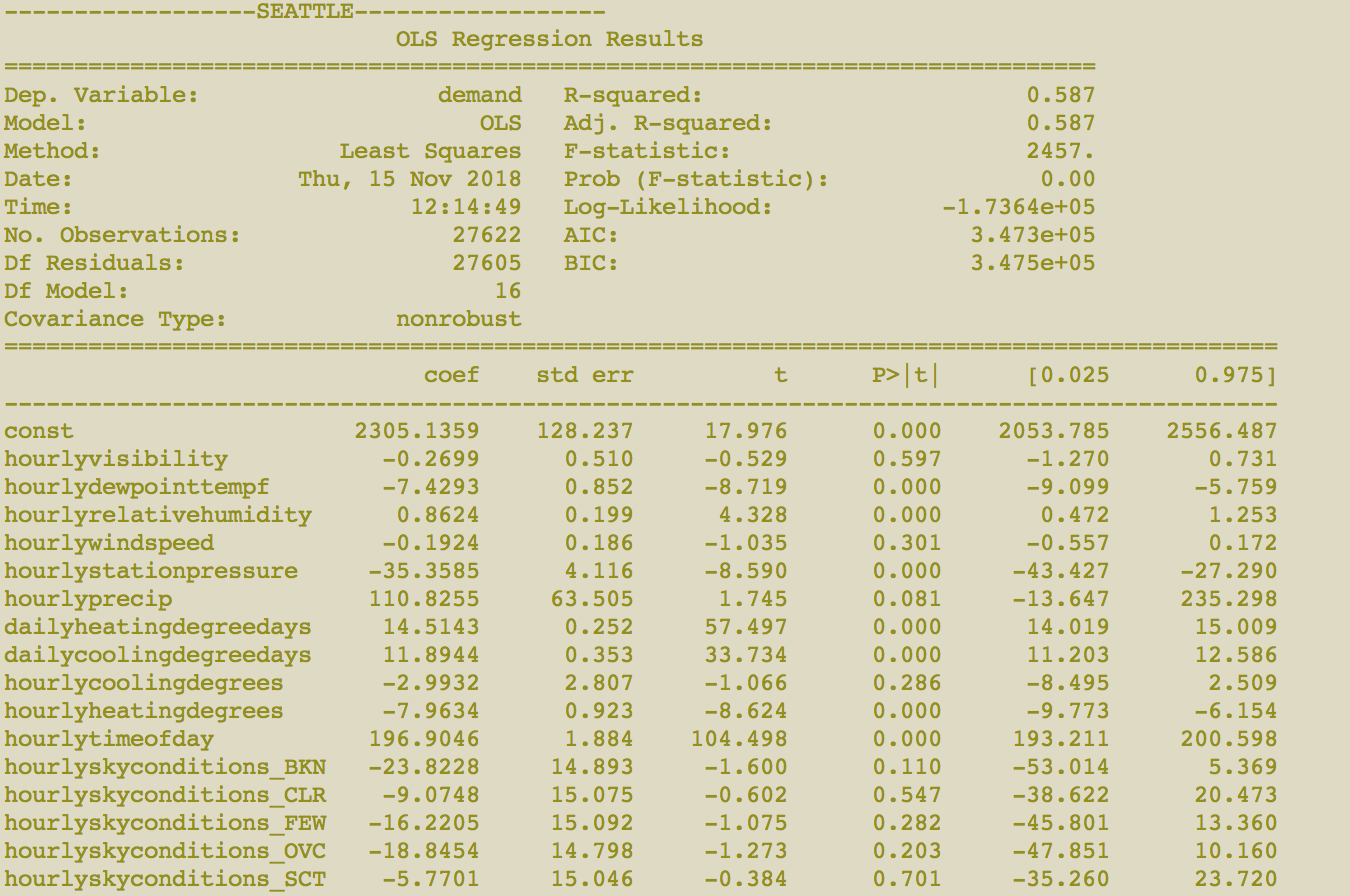 ------------------SEATTLE------------------
OLS Regression Results
==============================================================================
Dep. Variable: demand R-squared: 0.587
Model: OLS Adj. R-squared: 0.587
Method: Least Squares F-statistic: 2457.
Date: Thu, 15 Nov 2018 Prob (F-statistic): 0.00
Time: 12:14:49 Log-Likelihood: -1.7364e+05
No. Observations: 27622 AIC: 3.473e+05
Df Residuals: 27605 BIC: 3.475e+05
Df Model: 16
Covariance Type: nonrobust
===========================================================================================
coef std err t P>|t| [0.025 0.975]
-------------------------------------------------------------------------------------------
const 2305.1359 128.237 17.976 0.000 2053.785 2556.487
hourlyvisibility -0.2699 0.510 -0.529 0.597 -1.270 0.731
hourlydewpointtempf -7.4293 0.852 -8.719 0.000 -9.099 -5.759
hourlyrelativehumidity 0.8624 0.199 4.328 0.000 0.472 1.253
hourlywindspeed -0.1924 0.186 -1.035 0.301 -0.557 0.172
hourlystationpressure -35.3585 4.116 -8.590 0.000 -43.427 -27.290
hourlyprecip 110.8255 63.505 1.745 0.081 -13.647 235.298
dailyheatingdegreedays 14.5143 0.252 57.497 0.000 14.019 15.009
dailycoolingdegreedays 11.8944 0.353 33.734 0.000 11.203 12.586
hourlycoolingdegrees -2.9932 2.807 -1.066 0.286 -8.495 2.509
hourlyheatingdegrees -7.9634 0.923 -8.624 0.000 -9.773 -6.154
hourlytimeofday 196.9046 1.884 104.498 0.000 193.211 200.598
hourlyskyconditions_BKN -23.8228 14.893 -1.600 0.110 -53.014 5.369
hourlyskyconditions_CLR -9.0748 15.075 -0.602 0.547 -38.622 20.473
hourlyskyconditions_FEW -16.2205 15.092 -1.075 0.282 -45.801 13.360
hourlyskyconditions_OVC -18.8454 14.798 -1.273 0.203 -47.851 10.160
hourlyskyconditions_SCT -5.7701 15.046 -0.384 0.701 -35.260 23.720